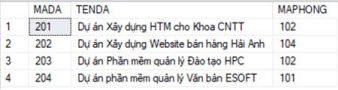 MADA TENDA MAPHONG
1 201 Dự án Xây dựng HTM cho Khoa CNTT 102
2 202 Dự án Xây dựng Website bán hàng Hải Anh 104
3 203 Dự án Phần mềm quản lý Đào tạo HPC 102
4 204 Dự án phần mềm quản lý Văn bản ESOFT 101